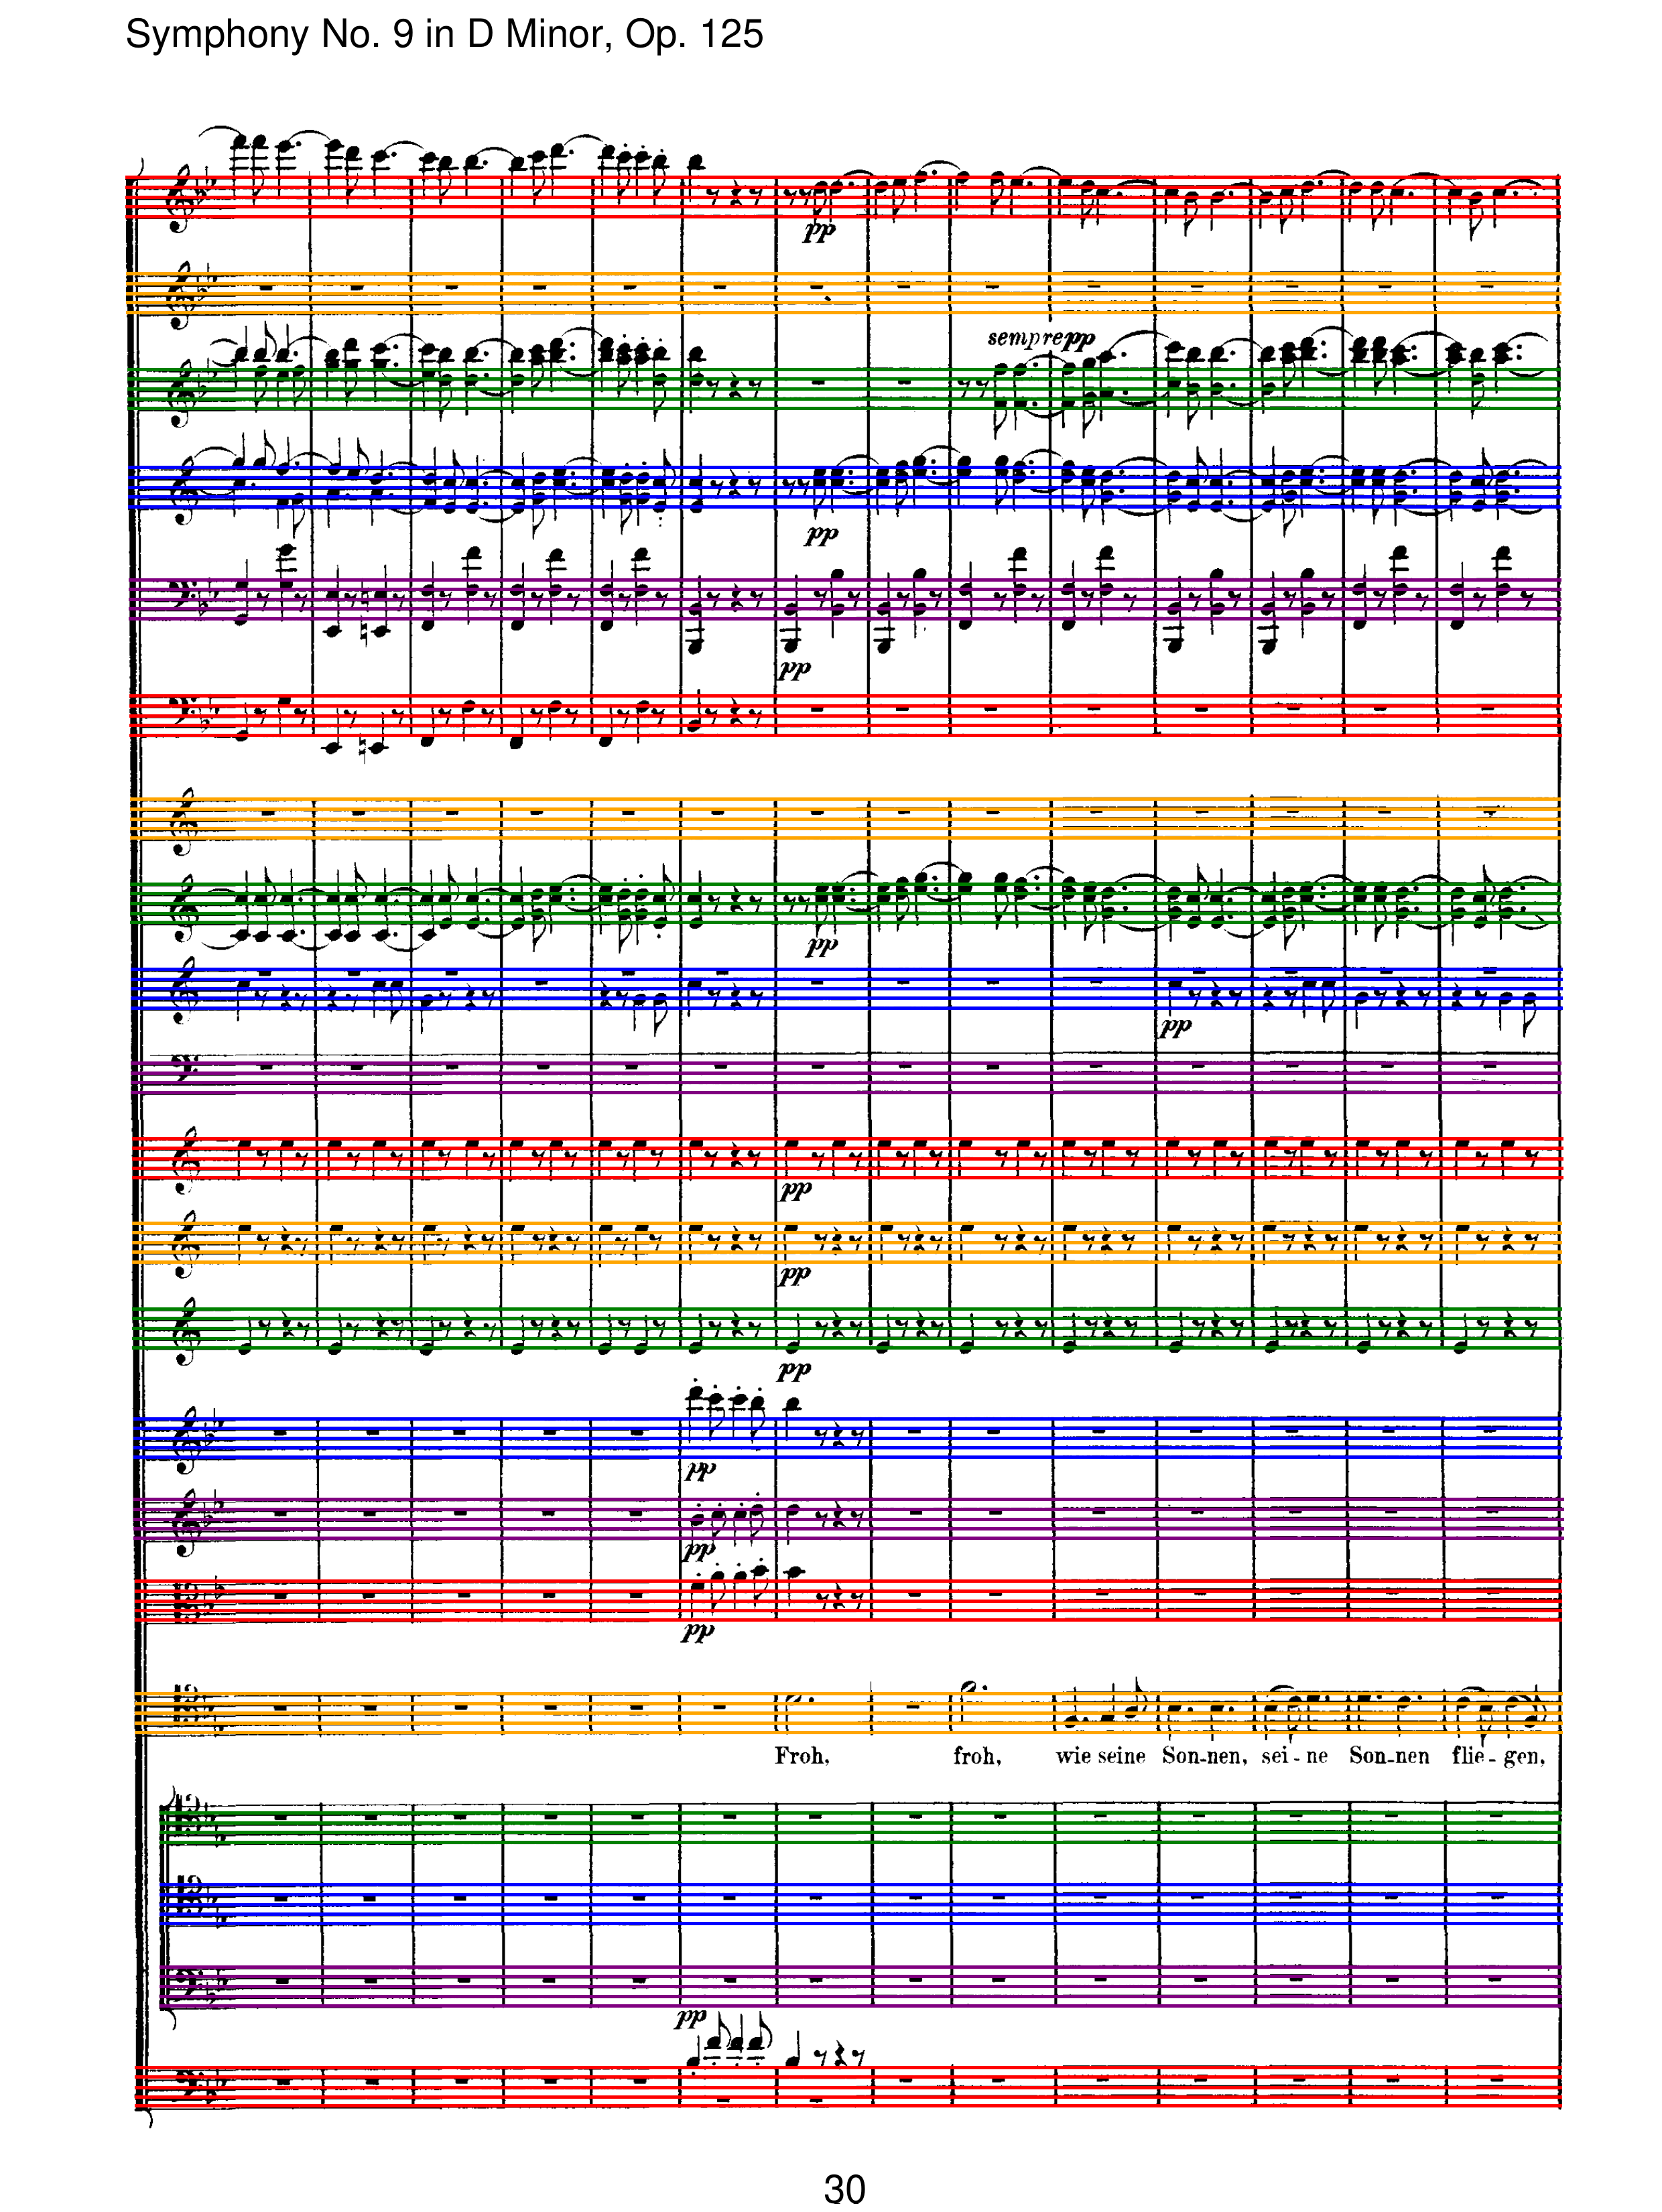 Symphony No. 9 in D Minor, Op. 125
sempre pp
pp
pp
pp
pp
pp
pp
pp
pp
pp
pp
pp
Froh, froh, wie seine Son-nen, sei-ne Son-nen flie-gen,
pp
30